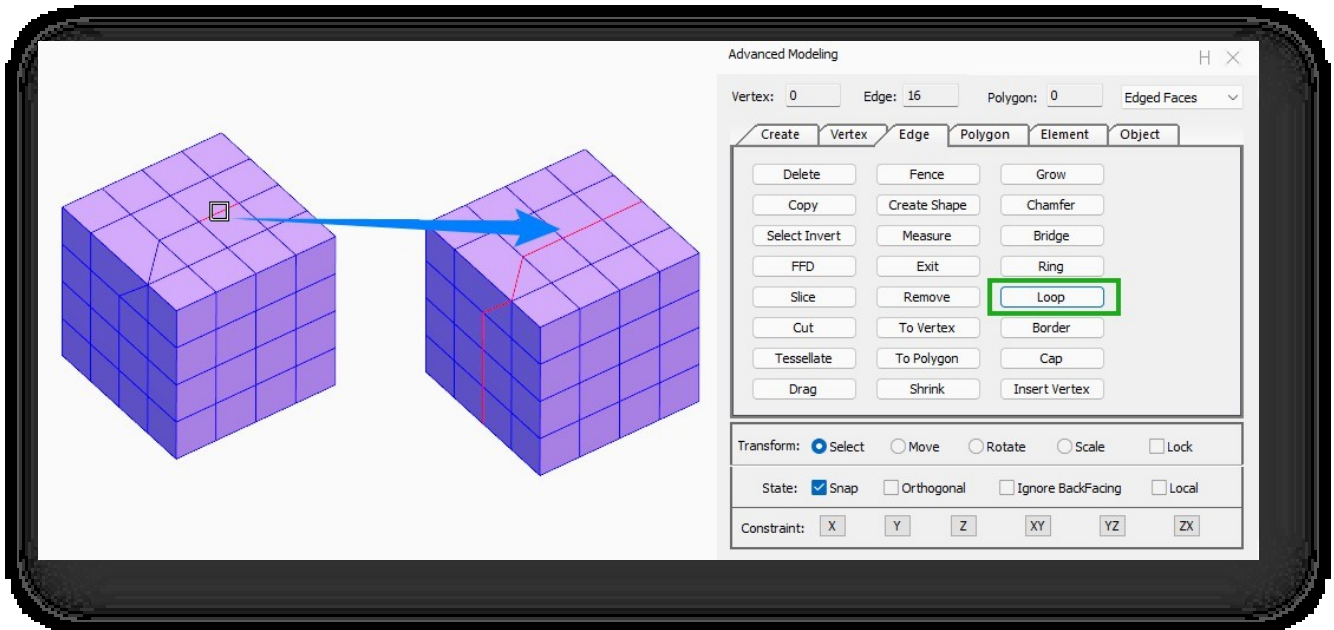 Advanced Modeling H
Vertex: 0 Edge: 16 Polygon: 0 Edged Faces
Create Vertex Edge Polygon Element Object
Delete Fence Grow
Copy Create Shape Chamfer
Select Invert Measure Bridge
FFD Exit Ring
Slice Remove Loop
Cut To Vertex Border
Tessellate To Polygon Cap
Drag Shrink Insert Vertex
Transform: Select Move Rotate Scale Lock
State: Snap Orthogonal Ignore BackFacing Local
Constraint: X Y Z XY YZ ZX